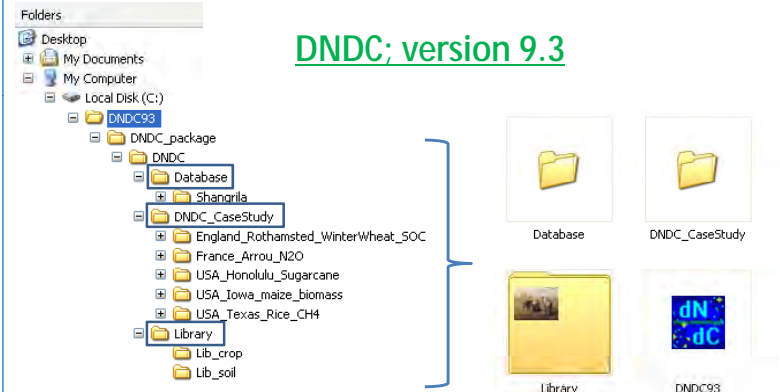 Folders
DNDC; version 9.3
Desktop
My Documents
My Computer
Local Disk (C:)
DNDC93
DNDC_package
DNDC
Database
Shangrila
DNDC_CaseStudy
England_Rothamsted_WinterWheat_SOC
France_Arrou_N2O
USA_Honolulu_Sugarcane
USA_Iowa_maize_biomass
USA_Texas_Rice_CH4
Library
Lib_crop
Lib_soil
Database
DNDC_CaseStudy
dN
dC
Library
DNDC93